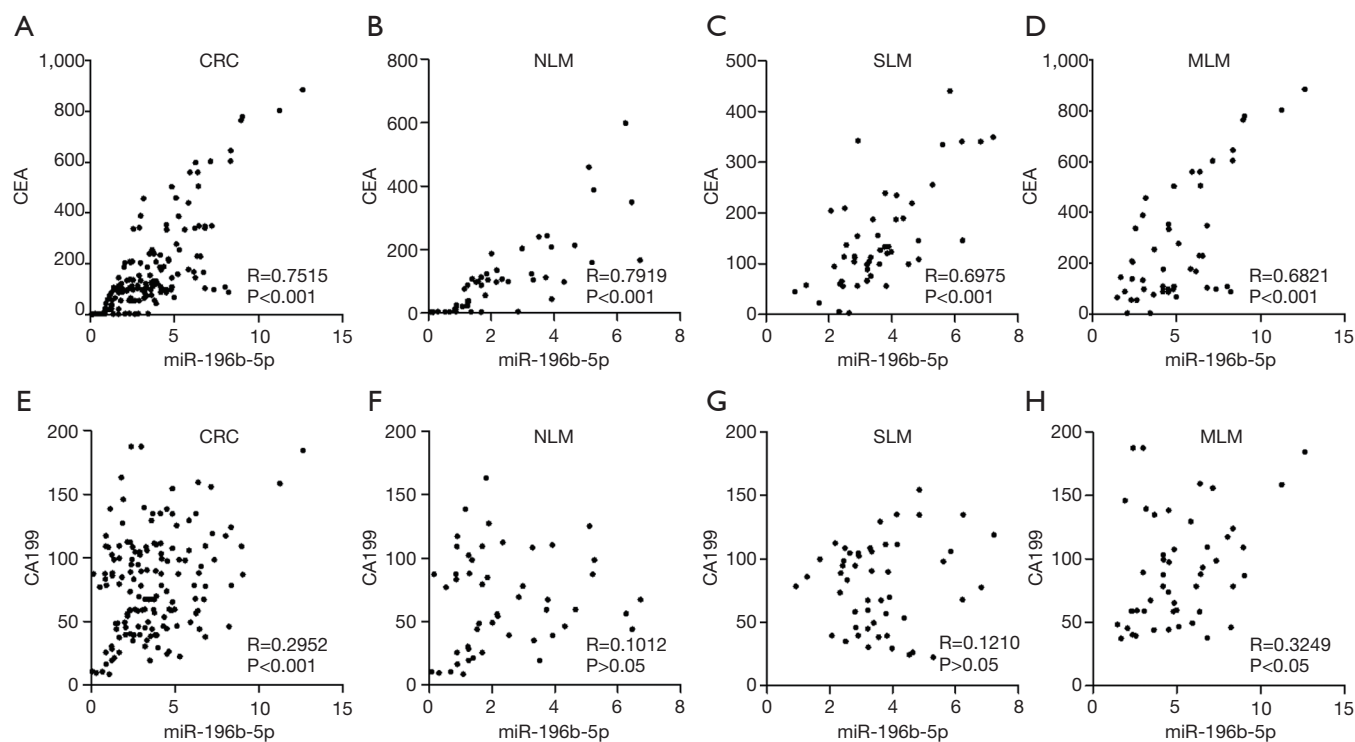 A
CRC
1,000
800
600
400
200
0
CEA
R=0.7515
P<0.001
0 5 10 15
miR-196b-5p
B
NLM
800
600
400
200
0
CEA
R=0.7919
P<0.001
0 2 4 6 8
miR-196b-5p
C
SLM
500
400
300
200
100
0
CEA
R=0.6975
P<0.001
0 2 4 6 8
miR-196b-5p
D
MLM
1,000
800
600
400
200
0
CEA
R=0.6821
P<0.001
0 5 10 15
miR-196b-5p
E
CRC
200
150
100
50
0
CA199
R=0.2952
P<0.001
0 5 10 15
miR-196b-5p
F
NLM
200
150
100
50
0
CA199
R=0.1012
P>0.05
0 2 4 6 8
miR-196b-5p
G
SLM
200
150
100
50
0
CA199
R=0.1210
P>0.05
0 2 4 6 8
miR-196b-5p
H
MLM
200
150
100
50
0
CA199
R=0.3249
P<0.05
0 5 10 15
miR-196b-5p